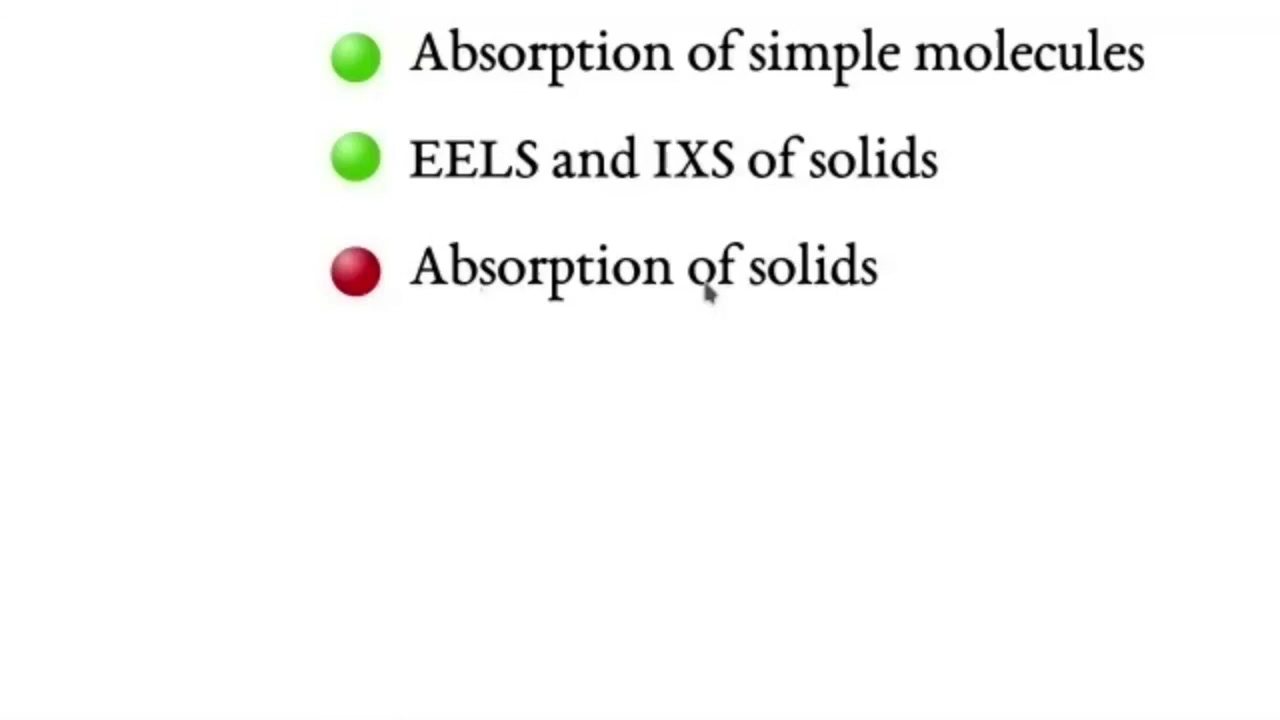 Absorption of simple molecules
EELS and IXS of solids
Absorption of solids